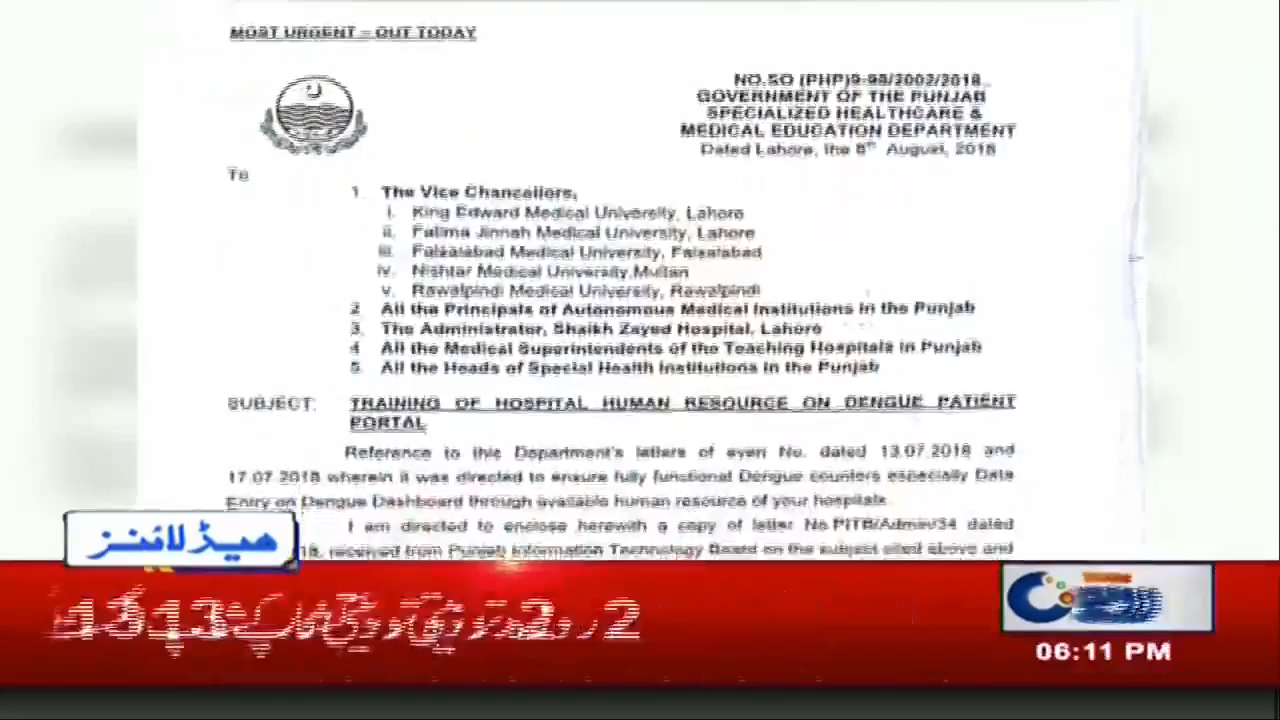 MOST URGENT – OUT TODAY
NO.SO (PHP)9-98/2002/2018
GOVERNMENT OF THE PUNJAB
SPECIALIZED HEALTHCARE &
MEDICAL EDUCATION DEPARTMENT
Dated Lahore, the 8th August, 2018
To
1. The Vice Chancellors,
i. King Edward Medical University, Lahore
ii. Fatima Jinnah Medical University, Lahore
iii. Faisalabad Medical University, Faisalabad
iv. Nishtar Medical University, Multan
v. Rawalpindi Medical University, Rawalpindi
2. All the Principals of Autonomous Medical Institutions in the Punjab
3. The Administrator, Shaikh Zayed Hospital, Lahore
4. All the Medical Superintendents of the Teaching Hospitals in Punjab
5. All the Heads of Special Health Institutions in the Punjab
SUBJECT: TRAINING OF HOSPITAL HUMAN RESOURCE ON DENGUE PATIENT
PORTAL
Reference to this Department's letters of even No. dated 13.07.2018 and
17.07.2018 wherein it was directed to ensure fully functional Dengue counters especially Data
Entry on Dengue Dashboard through available human resource of your hospitals.
I am directed to enclose herewith a copy of letter No.PITB/Admin/34 dated
received from Punjab Information Technology Board on the subject cited above and
ہیڈ لائنز
06:11 PM